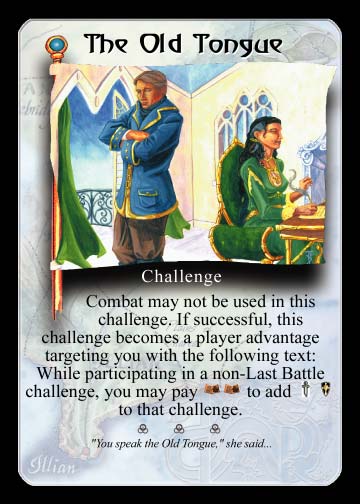 The Old Tongue
Challenge
Combat may not be used in this
challenge. If successful, this
challenge becomes a player advantage
targeting you with the following text:
While participating in a non-Last Battle
challenge, you may pay to add
to that challenge.
"You speak the Old Tongue," she said...
Illian